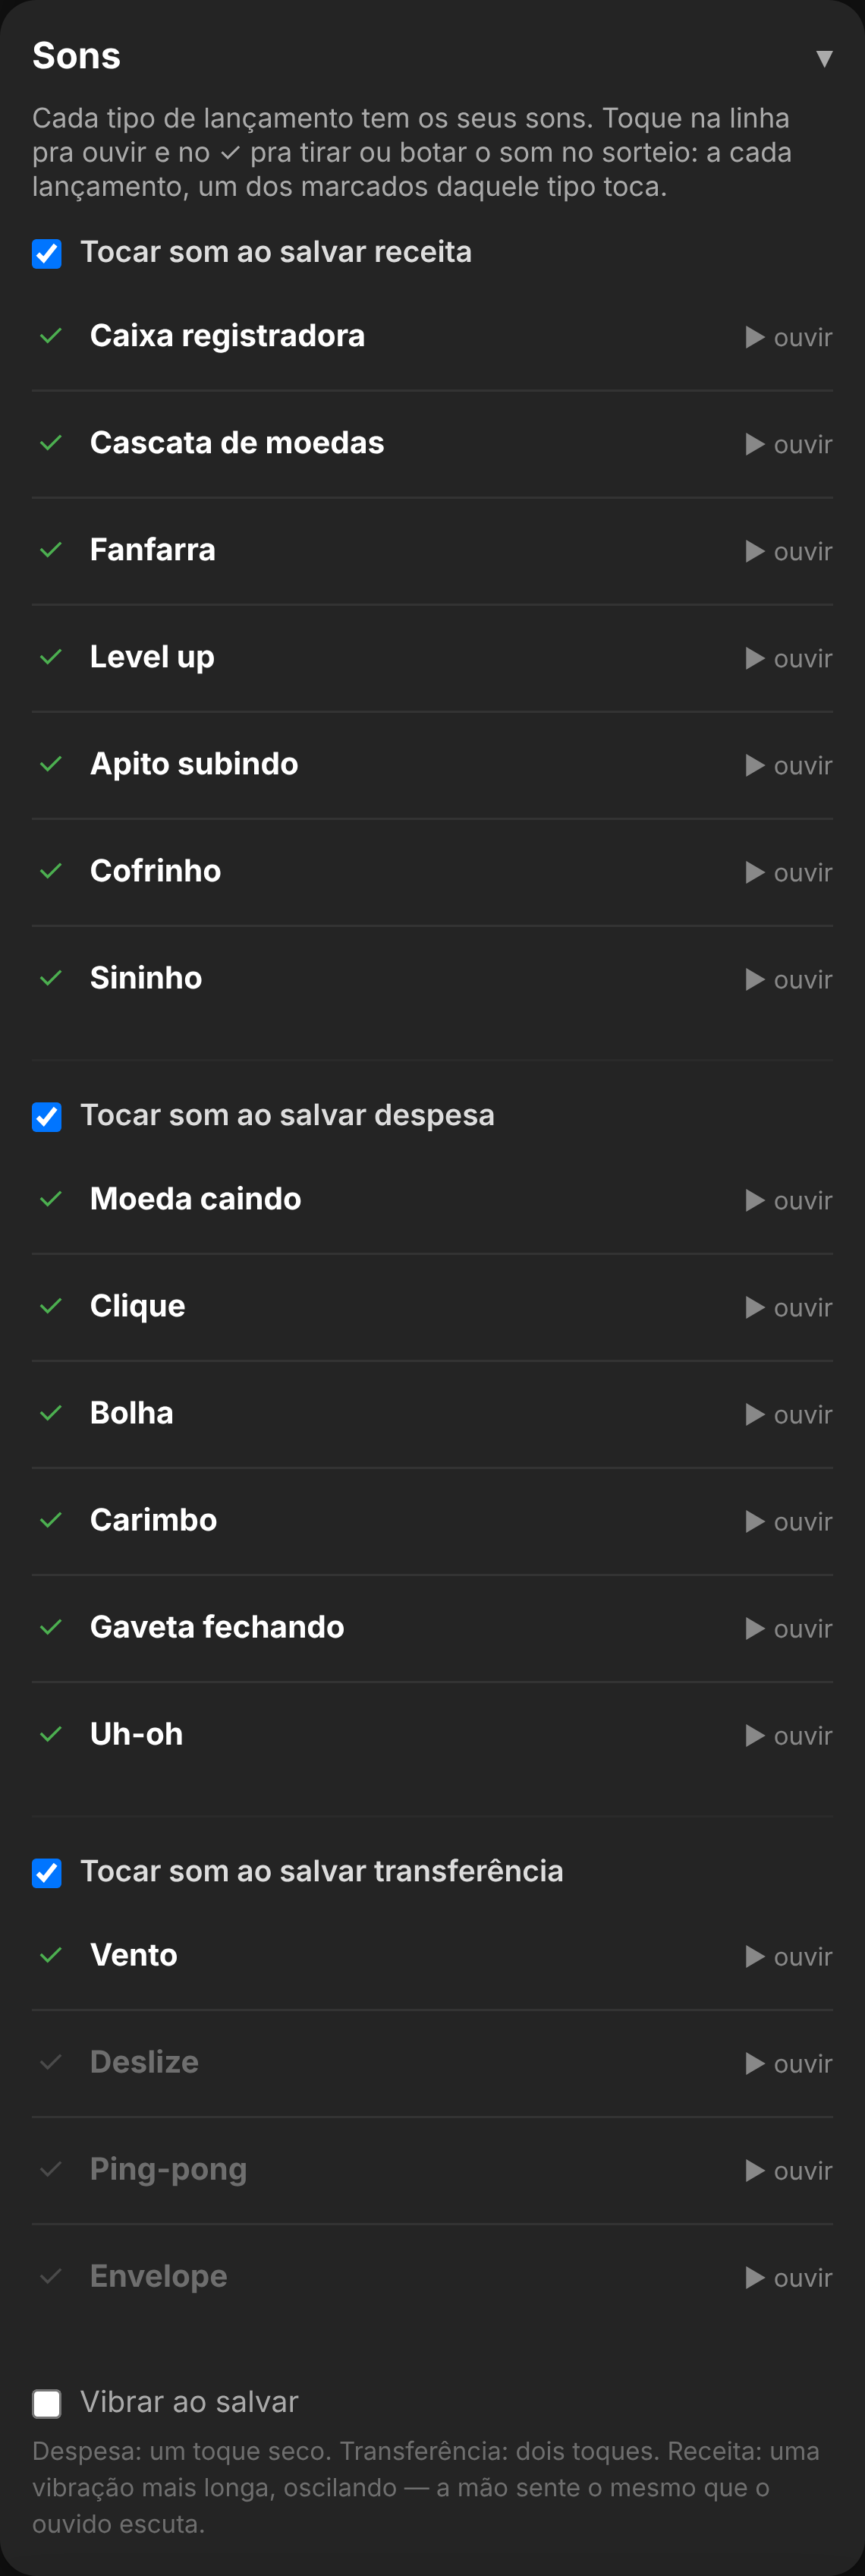 Sons ▼
Cada tipo de lançamento tem os seus sons. Toque na linha
pra ouvir e no ✓ pra tirar ou botar o som no sorteio: a cada
lançamento, um dos marcados daquele tipo toca.
Tocar som ao salvar receita
✓ Caixa registradora ▶ ouvir
✓ Cascata de moedas ▶ ouvir
✓ Fanfarra ▶ ouvir
✓ Level up ▶ ouvir
✓ Apito subindo ▶ ouvir
✓ Cofrinho ▶ ouvir
✓ Sininho ▶ ouvir
Tocar som ao salvar despesa
✓ Moeda caindo ▶ ouvir
✓ Clique ▶ ouvir
✓ Bolha ▶ ouvir
✓ Carimbo ▶ ouvir
✓ Gaveta fechando ▶ ouvir
✓ Uh-oh ▶ ouvir
Tocar som ao salvar transferência
✓ Vento ▶ ouvir
✓ Deslize ▶ ouvir
✓ Ping-pong ▶ ouvir
✓ Envelope ▶ ouvir
Vibrar ao salvar
Despesa: um toque seco. Transferência: dois toques. Receita: uma
vibração mais longa, oscilando — a mão sente o mesmo que o
ouvido escuta.